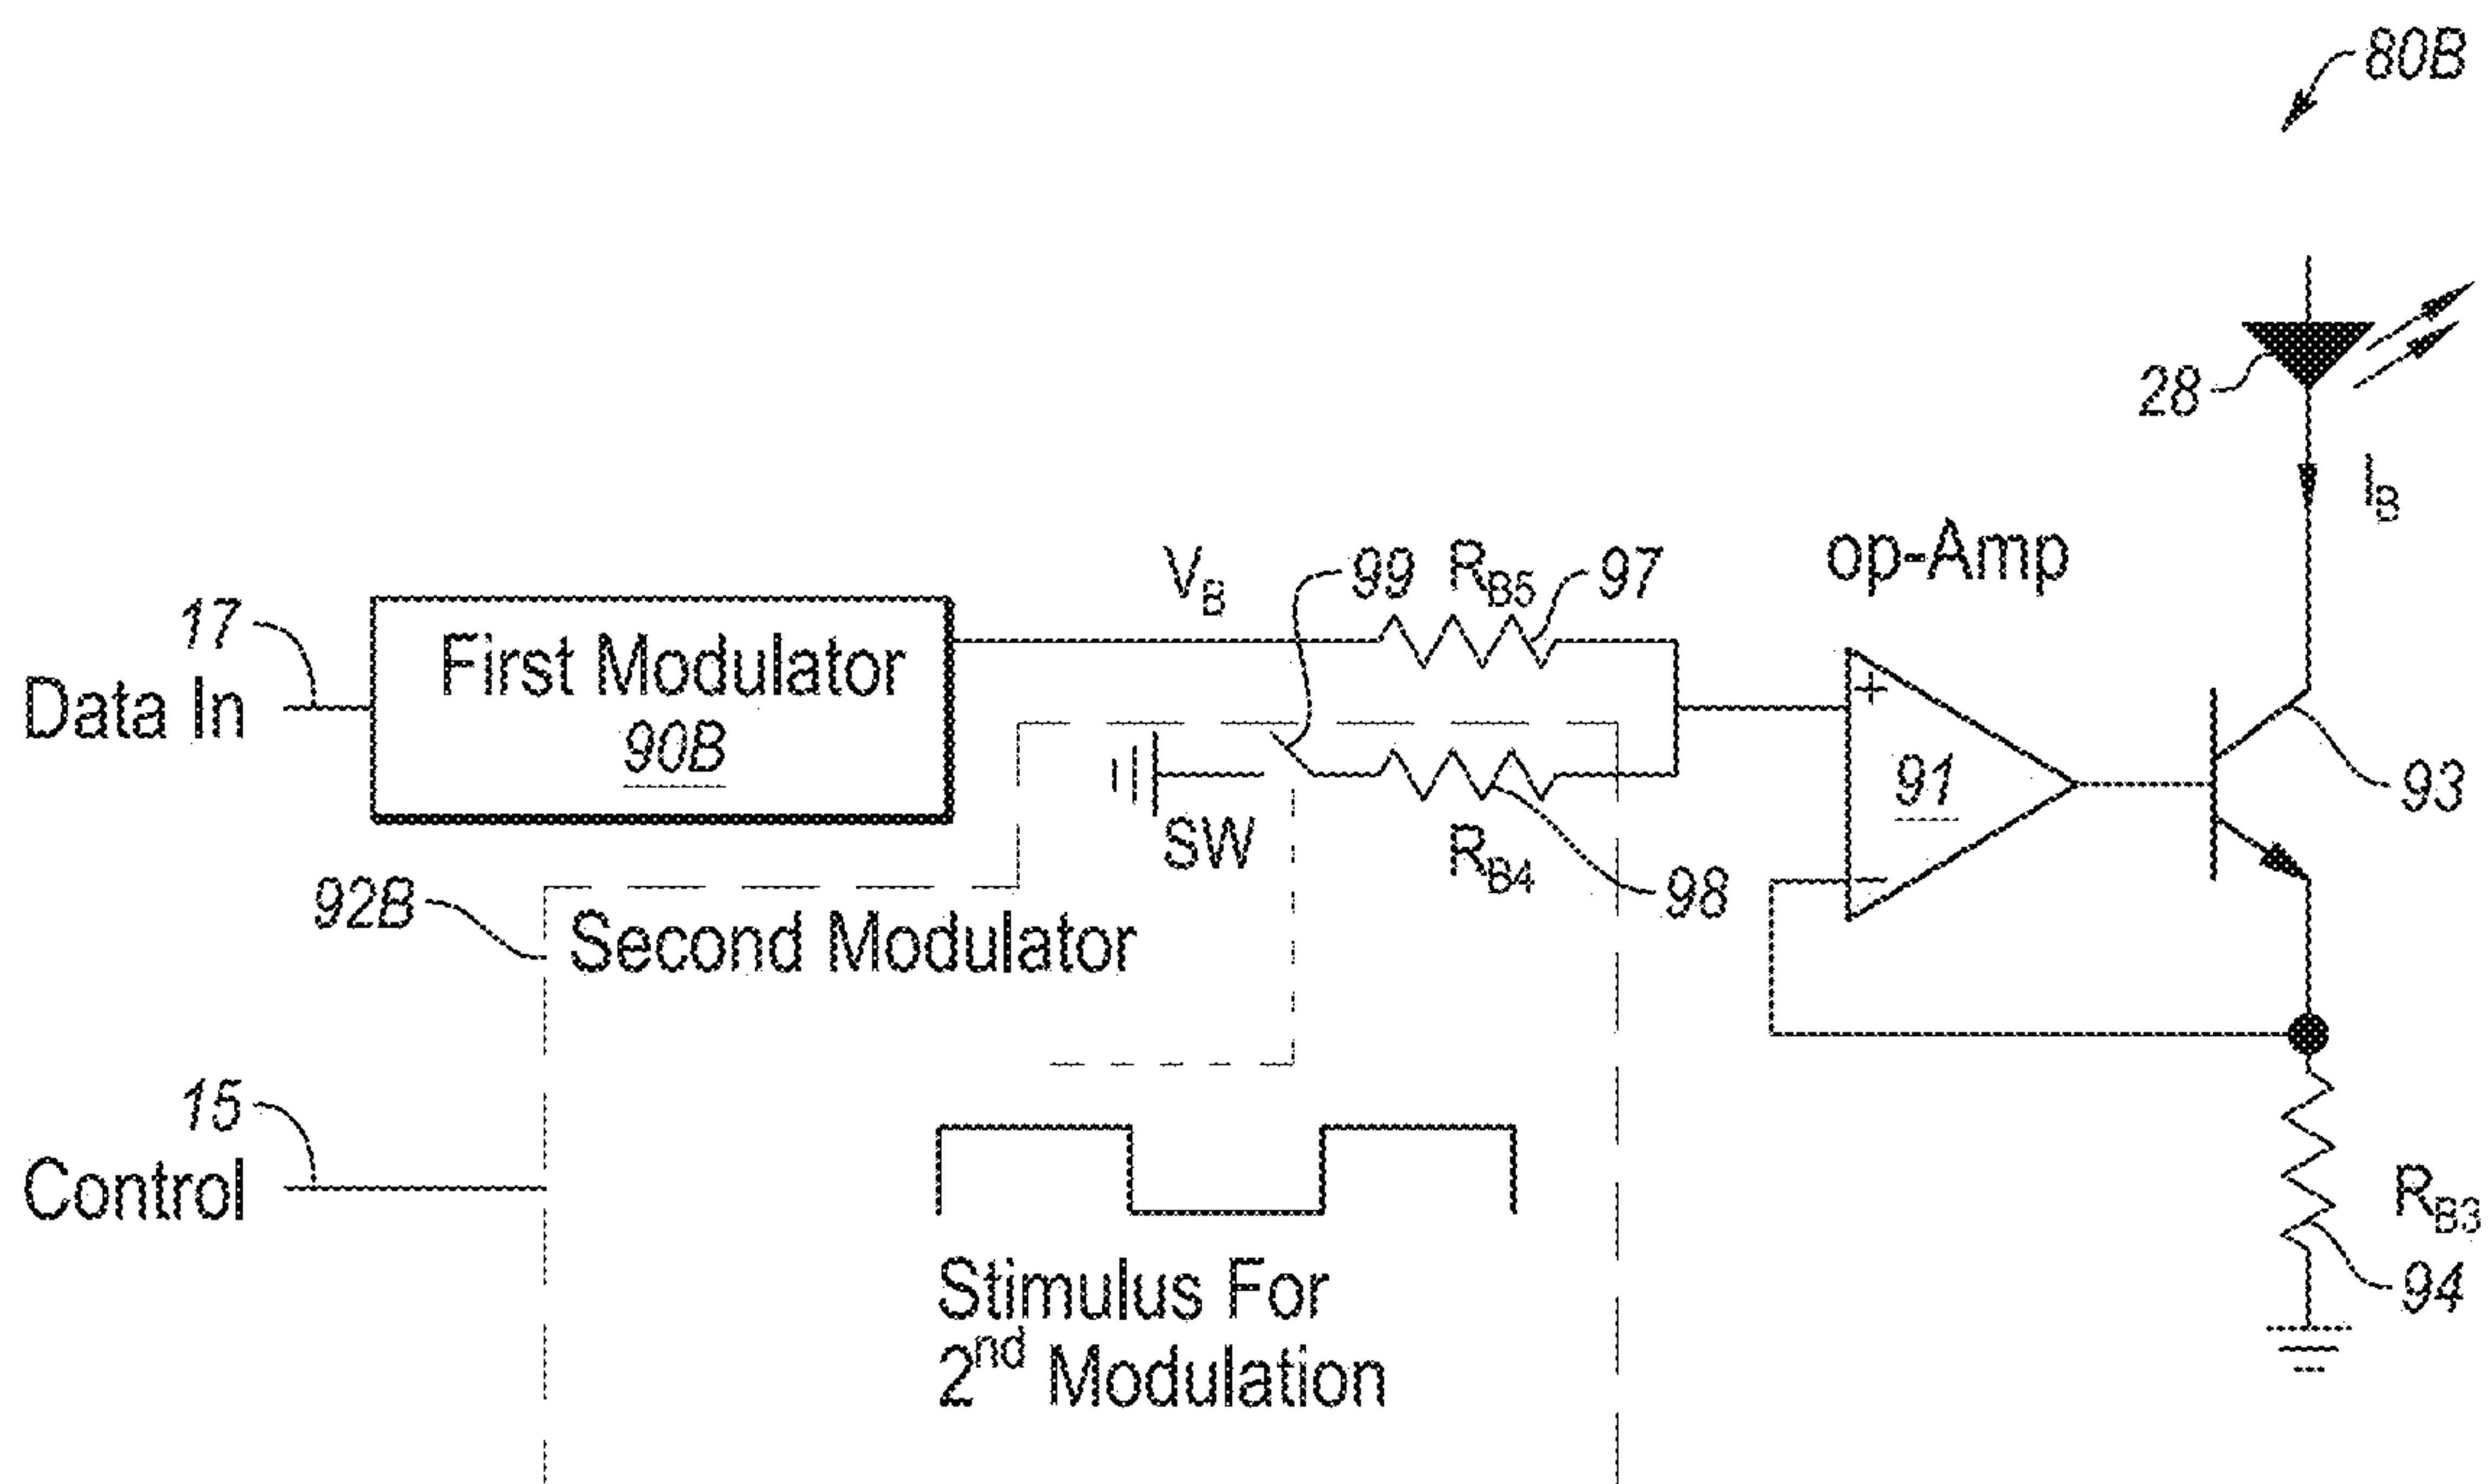 80B
28
I_B
op-Amp
V_B
99
R_B5
97
17
Data In
First Modulator
90B
+
91
93
SW
R_B4
98
92B
Second Modulator
15
Control
Stimulus For
2nd Modulation
R_B3
94